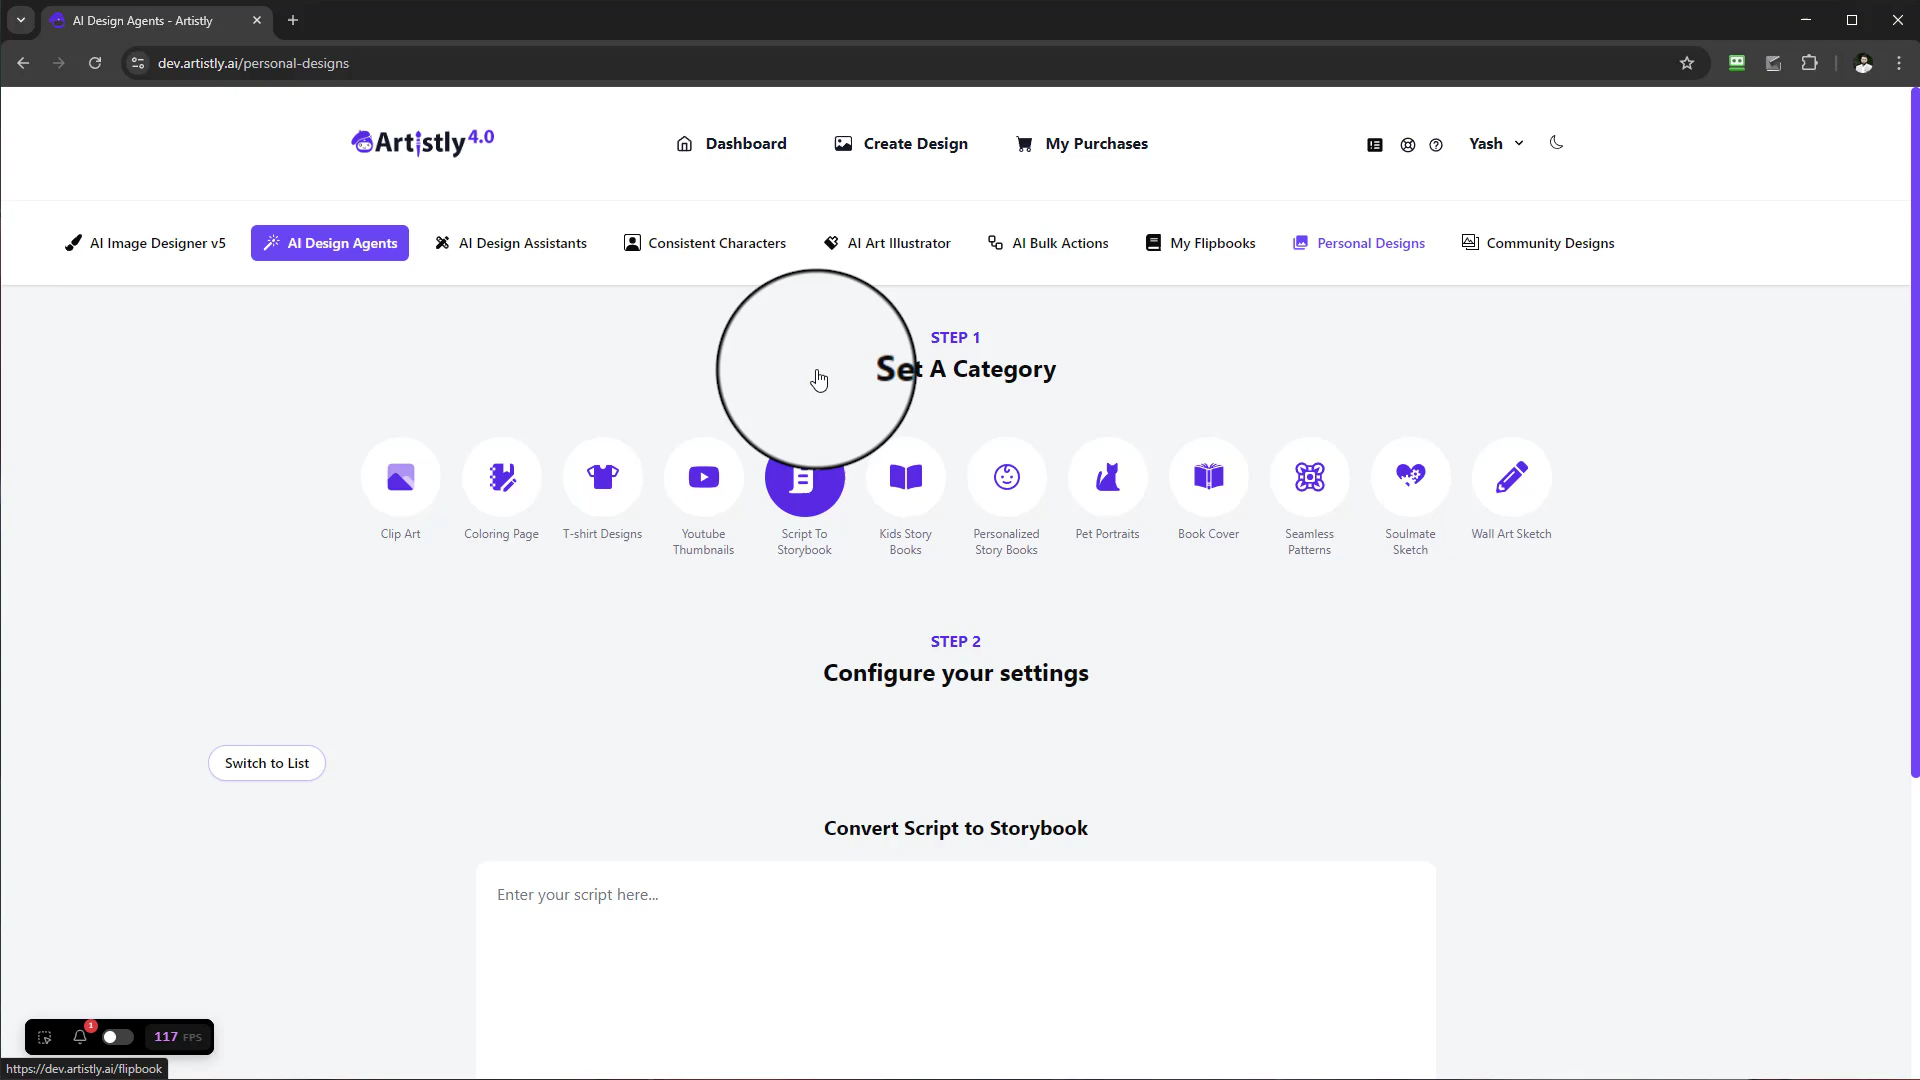 AI Design Agents - Artistly
dev.artistly.ai/personal-designs
Artistly 4.0
Dashboard
Create Design
My Purchases
Yash
AI Image Designer v5
AI Design Agents
AI Design Assistants
Consistent Characters
AI Art Illustrator
AI Bulk Actions
My Flipbooks
Personal Designs
Community Designs
STEP 1
Set A Category
Clip Art
Coloring Page
T-shirt Designs
Youtube
Thumbnails
Script To
Storybook
Kids Story
Books
Personalized
Story Books
Pet Portraits
Book Cover
Seamless
Patterns
Soulmate
Sketch
Wall Art Sketch
STEP 2
Configure your settings
Switch to List
Convert Script to Storybook
Enter your script here...
1
117 FPS
https://dev.artistly.ai/flipbook